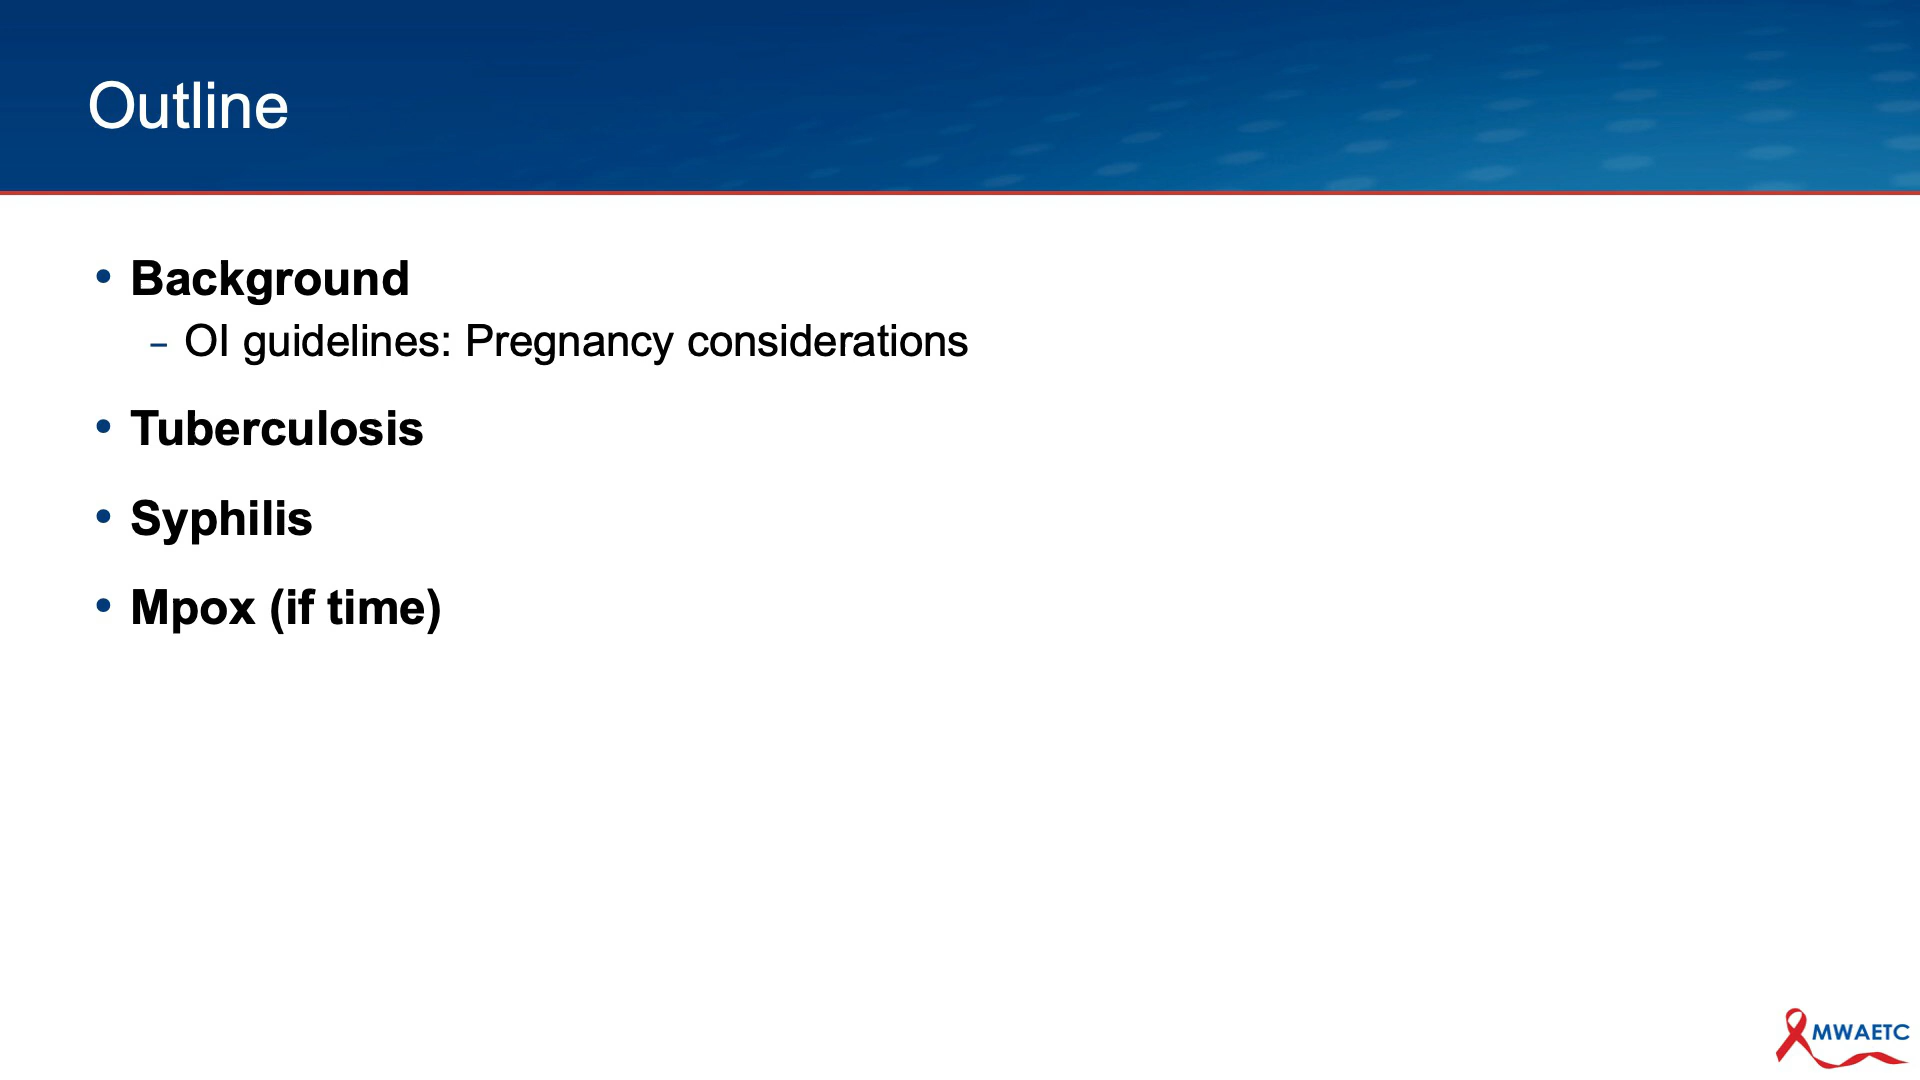 Outline
• Background
– OI guidelines: Pregnancy considerations
• Tuberculosis
• Syphilis
• Mpox (if time)
MWAETC